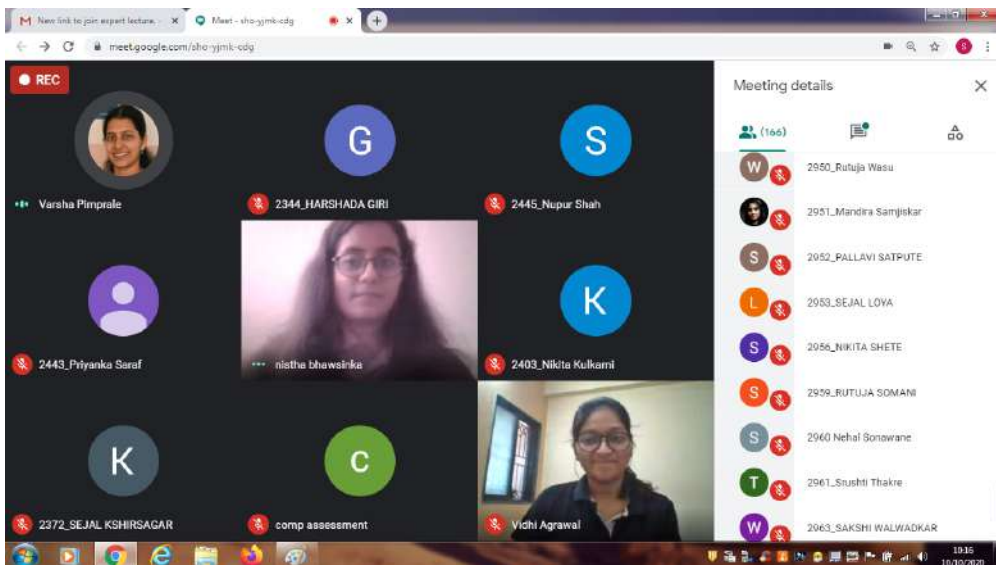 New link to join expert lecture. -
Meet - sho-yjmk-cdg
meet.google.com/sho-yjmk-cdg
S
REC
Varsha Pimprale
G
2344_HARSHADA GIRI
S
2445_Nupur Shah
2443_Priyanka Saraf
nistha bhawsinka
K
2403_Nikita Kulkarni
K
2372_SEJAL KSHIRSAGAR
c
comp assessment
Vidhi Agrawal
Meeting details
(166)
W
2950_Rutuja Wasu
2951_Mandira Samjiskar
S
2952_PALLAVI SATPUTE
L
2953_SEJAL LOYA
S
2956_NIKITA SHETE
S
2959_RUTUJA SOMANI
S
2960 Nehal Sonawane
T
2961_Srushti Thakre
W
2963_SAKSHI WALWADKAR
10:16
10/10/2020